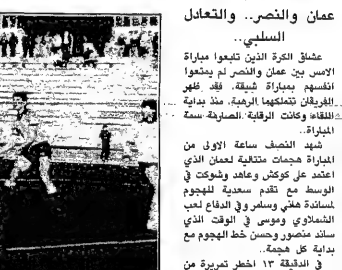 عمان والنصر.. والتعادل
السلبي..
عشاق الكرة الذين تابعوا مباراة
الامس بين عمان والنصر لم يمتعوا
انفسهم بمباراة شيقة، فقد ظهر
الفريقان تتملكهما الرهبة، منذ بداية
اللقاء وكانت الرقابة الصارمة سمة
المباراة..
شهد النصف ساعة الاولى من
المباراة هجمات متتالية لعمان الذي
اعتمد على كوكش وعاهد وشوكت في
الوسط مع تقدم سعدية للهجوم
لمساندة هاني وسلمر وفي الدفاع لعب
الشملاوي وموسى في الوقت الذي
ساند منصور وحسن خط الهجوم مع
بداية كل هجمة..
في الدقيقة ١٣ اخطر تمريرة من